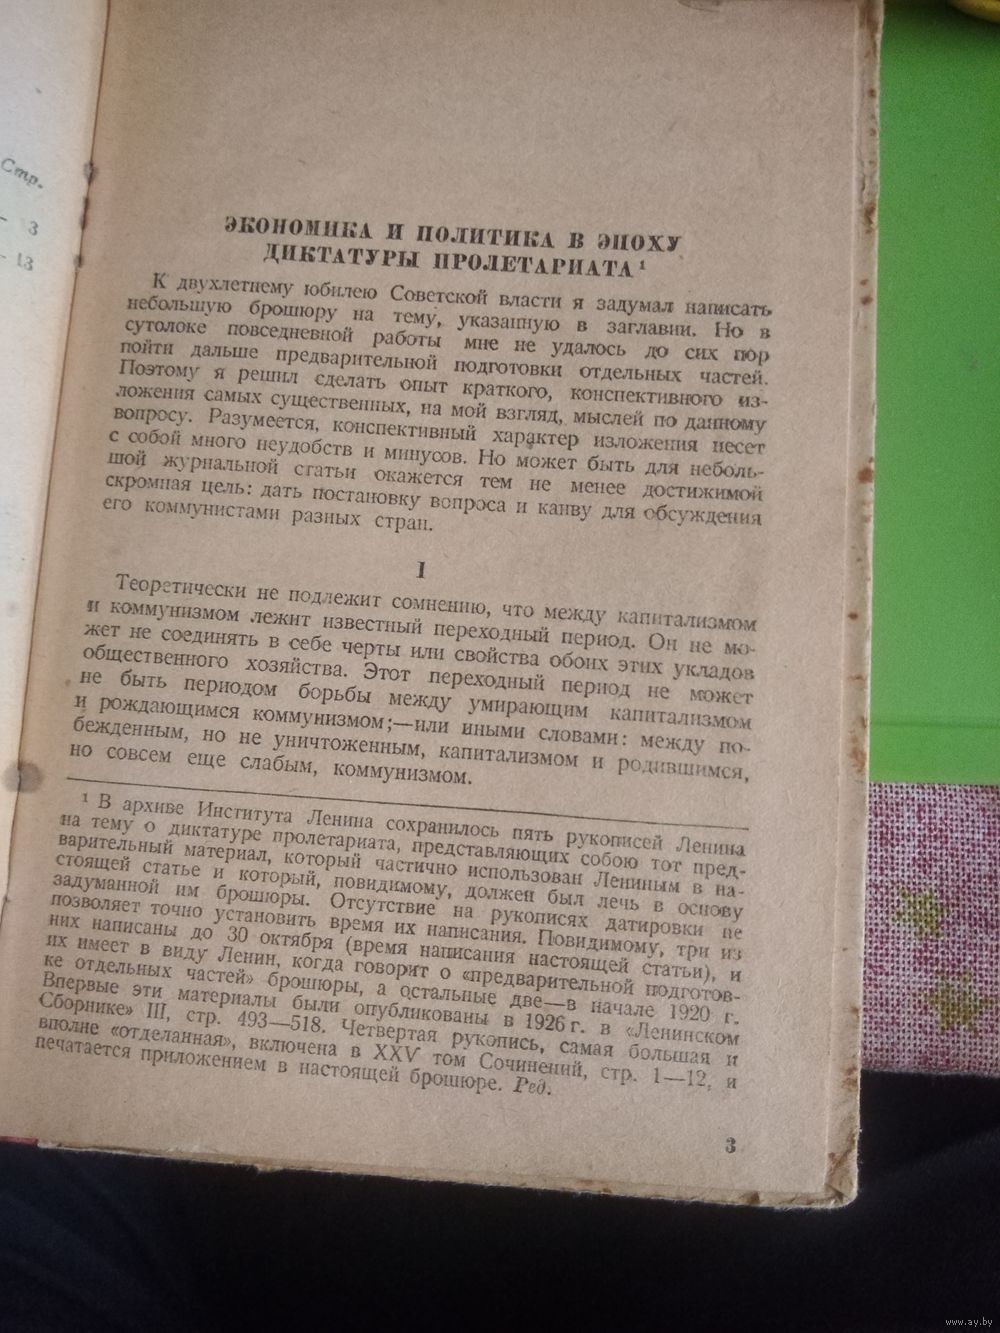 Стр.
— 3
— 13
ЭКОНОМИКА И ПОЛИТИКА В ЭПОХУ
ДИКТАТУРЫ ПРОЛЕТАРИАТА ¹
К двухлетнему юбилею Советской власти я задумал написать
небольшую брошюру на тему, указанную в заглавии. Но в
сутолоке повседневной работы мне не удалось до сих пор
пойти дальше предварительной подготовки отдельных частей.
Поэтому я решил сделать опыт краткого, конспективного из-
ложения самых существенных, на мой взгляд, мыслей по данному
вопросу. Разумеется, конспективный характер изложения несет
с собой много неудобств и минусов. Но может быть для неболь-
шой журнальной статьи окажется тем не менее достижимой
скромная цель: дать постановку вопроса и канву для обсуждения
его коммунистами разных стран.
I
Теоретически не подлежит сомнению, что между капитализмом
и коммунизмом лежит известный переходный период. Он не мо-
жет не соединять в себе черты или свойства обоих этих укладов
общественного хозяйства. Этот переходный период не может
не быть периодом борьбы между умирающим капитализмом
и рождающимся коммунизмом;—или иными словами: между по-
бежденным, но не уничтоженным, капитализмом и родившимся,
но совсем еще слабым, коммунизмом.
¹ В архиве Института Ленина сохранилось пять рукописей Ленина
на тему о диктатуре пролетариата, представляющих собою тот пред-
варительный материал, который частично использован Лениным в на-
стоящей статье и который, повидимому, должен был лечь в основу
задуманной им брошюры. Отсутствие на рукописях датировки не
позволяет точно установить время их написания. Повидимому, три из
них написаны до 30 октября (время написания настоящей статьи), и
их имеет в виду Ленин, когда говорят о «предварительной подготов-
ке отдельных частей» брошюры, а остальные две—в начале 1920 г.
Впервые эти материалы были опубликованы в 1926 г. в «Ленинском
Сборнике» III, стр. 493—518. Четвертая рукопись, самая большая и
вполне «отделанная», включена в XXV том Сочинений, стр. 1—12, и
печатается приложением в настоящей брошюре. Ред.
3
www.ay.by